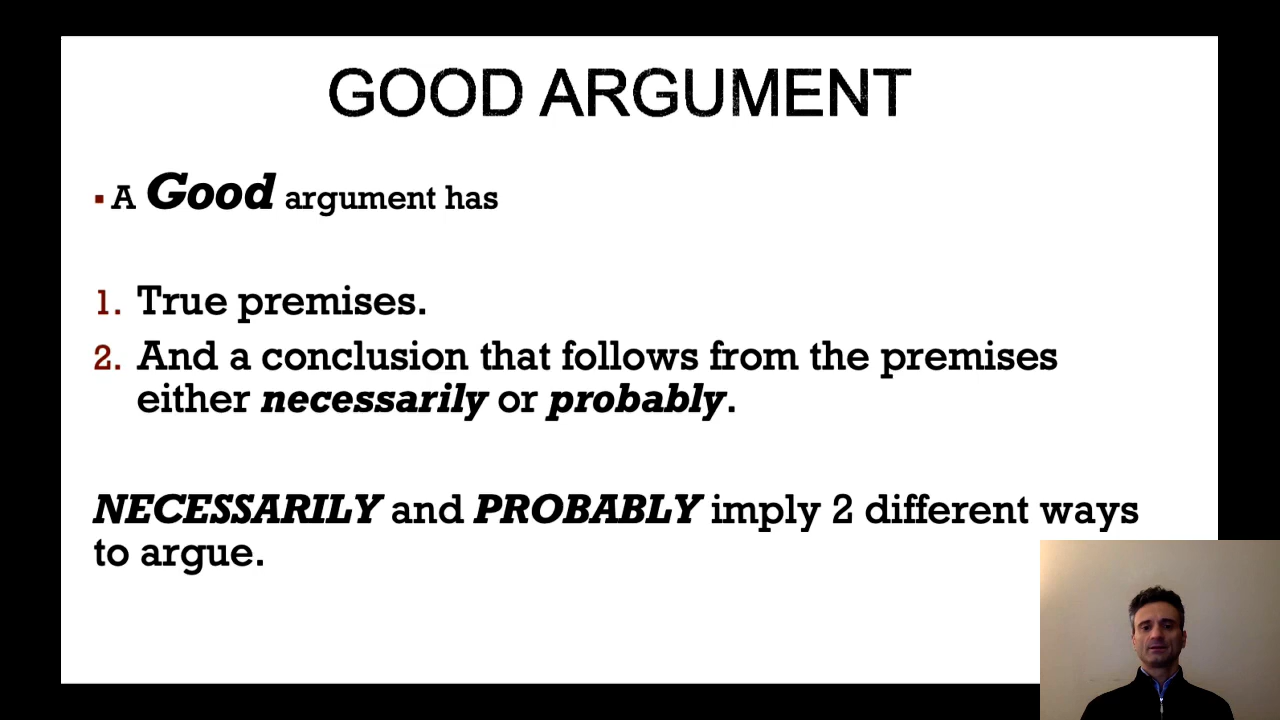 GOOD ARGUMENT
▪ A Good argument has
1. True premises.
2. And a conclusion that follows from the premises
either necessarily or probably.
NECESSARILY and PROBABLY imply 2 different ways
to argue.